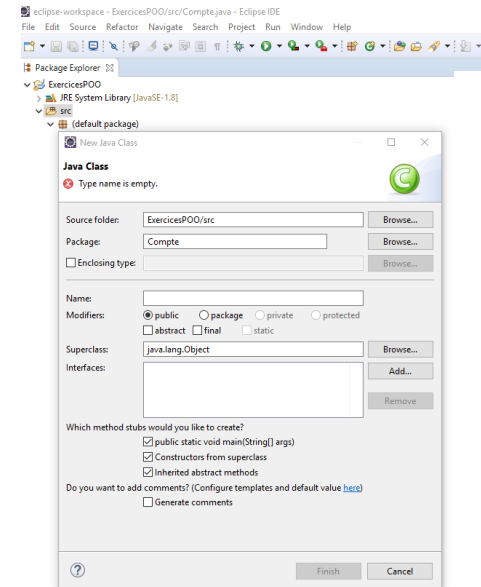 eclipse-workspace - ExercicesPOO/src/Compte.java - Eclipse IDE
File Edit Source Refactor Navigate Search Project Run Window Help
Package Explorer
ExercicesPOO
JRE System Library [JavaSE-1.8]
src
(default package)
New Java Class
Java Class
Type name is empty.
Source folder: ExercicesPOO/src Browse...
Package: Compte Browse...
Enclosing type: Browse...
Name:
Modifiers: public package private protected
abstract final static
Superclass: java.lang.Object Browse...
Interfaces: Add...
Remove
Which method stubs would you like to create?
public static void main(String[] args)
Constructors from superclass
Inherited abstract methods
Do you want to add comments? (Configure templates and default value here)
Generate comments
? Finish Cancel